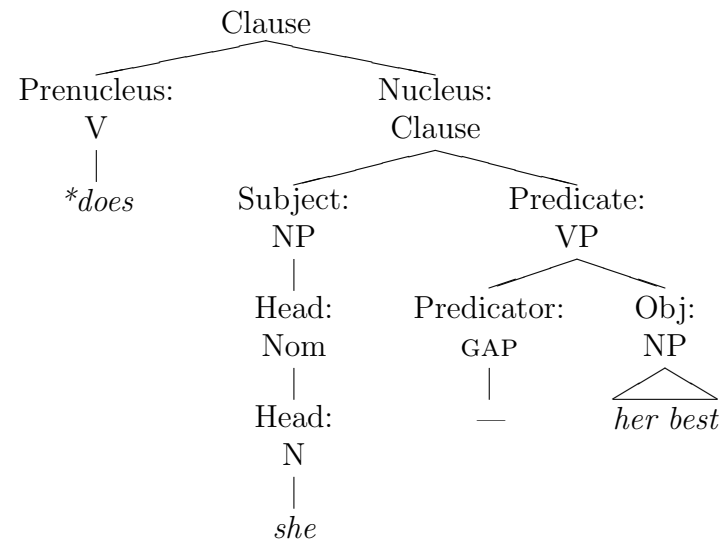 Clause
Prenucleus: Nucleus:
V Clause
*does Subject: Predicate:
NP VP
Head: Predicator: Obj:
Nom GAP NP
Head: — her best
N
she